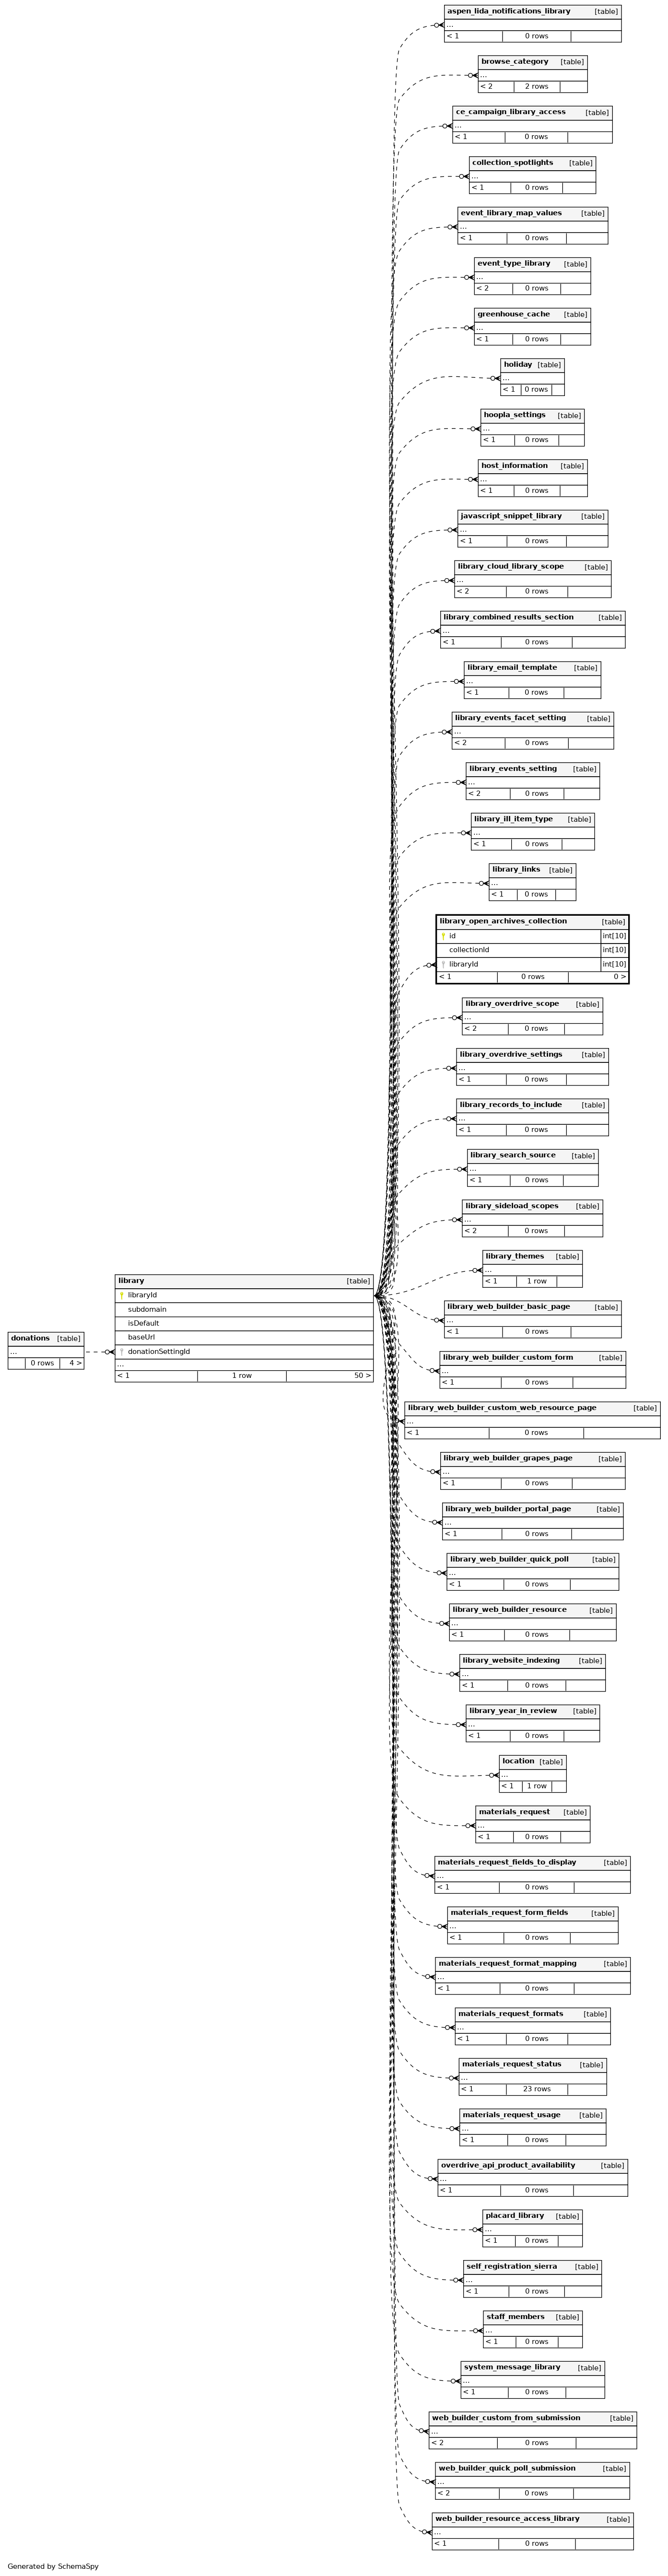 aspen_lida_notifications_library [table]
...
< 1 0 rows
browse_category [table]
...
< 2 2 rows
ce_campaign_library_access [table]
...
< 1 0 rows
collection_spotlights [table]
...
< 1 0 rows
event_library_map_values [table]
...
< 1 0 rows
event_type_library [table]
...
< 2 0 rows
greenhouse_cache [table]
...
< 1 0 rows
holiday [table]
...
< 1 0 rows
hoopla_settings [table]
...
< 1 0 rows
host_information [table]
...
< 1 0 rows
javascript_snippet_library [table]
...
< 1 0 rows
library_cloud_library_scope [table]
...
< 2 0 rows
library_combined_results_section [table]
...
< 1 0 rows
library_email_template [table]
...
< 1 0 rows
library_events_facet_setting [table]
...
< 2 0 rows
library_events_setting [table]
...
< 2 0 rows
library_ill_item_type [table]
...
< 1 0 rows
library_links [table]
...
< 1 0 rows
library_open_archives_collection [table]
id int[10]
collectionId int[10]
libraryId int[10]
< 1 0 rows 0 >
library_overdrive_scope [table]
...
< 2 0 rows
library_overdrive_settings [table]
...
< 1 0 rows
library_records_to_include [table]
...
< 1 0 rows
library_search_source [table]
...
< 1 0 rows
library_sideload_scopes [table]
...
< 2 0 rows
library_themes [table]
...
< 1 1 row
library [table]
libraryId
subdomain
isDefault
baseUrl
donationSettingId
...
< 1 1 row 50 >
donations [table]
...
0 rows 4 >
library_web_builder_basic_page [table]
...
< 1 0 rows
library_web_builder_custom_form [table]
...
< 1 0 rows
library_web_builder_custom_web_resource_page [table]
...
< 1 0 rows
library_web_builder_grapes_page [table]
...
< 1 0 rows
library_web_builder_portal_page [table]
...
< 1 0 rows
library_web_builder_quick_poll [table]
...
< 1 0 rows
library_web_builder_resource [table]
...
< 1 0 rows
library_website_indexing [table]
...
< 1 0 rows
library_year_in_review [table]
...
< 1 0 rows
location [table]
...
< 1 1 row
materials_request [table]
...
< 1 0 rows
materials_request_fields_to_display [table]
...
< 1 0 rows
materials_request_form_fields [table]
...
< 1 0 rows
materials_request_format_mapping [table]
...
< 1 0 rows
materials_request_formats [table]
...
< 1 0 rows
materials_request_status [table]
...
< 1 23 rows
materials_request_usage [table]
...
< 1 0 rows
overdrive_api_product_availability [table]
...
< 1 0 rows
placard_library [table]
...
< 1 0 rows
self_registration_sierra [table]
...
< 1 0 rows
staff_members [table]
...
< 1 0 rows
system_message_library [table]
...
< 1 0 rows
web_builder_custom_from_submission [table]
...
< 2 0 rows
web_builder_quick_poll_submission [table]
...
< 2 0 rows
web_builder_resource_access_library [table]
...
< 1 0 rows
Generated by SchemaSpy